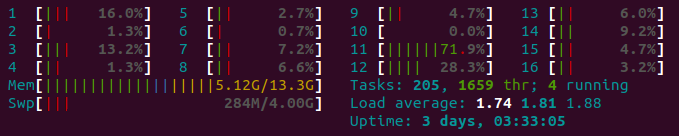 1 [||| 16.0%] 5 [|| 2.7%] 9 [|| 4.7%] 13 [|| 6.0%]
2 [| 1.3%] 6 [| 0.7%] 10 [ 0.0%] 14 [|| 9.2%]
3 [||| 13.2%] 7 [|| 7.2%] 11 [||||||71.9%] 15 [|| 4.7%]
4 [|| 1.3%] 8 [|| 6.6%] 12 [|||| 28.3%] 16 [|| 3.2%]
Mem[||||||||||||||||||||5.12G/13.3G] Tasks: 205, 1659 thr; 4 running
Swp[||| 284M/4.00G] Load average: 1.74 1.81 1.88
Uptime: 3 days, 03:33:05